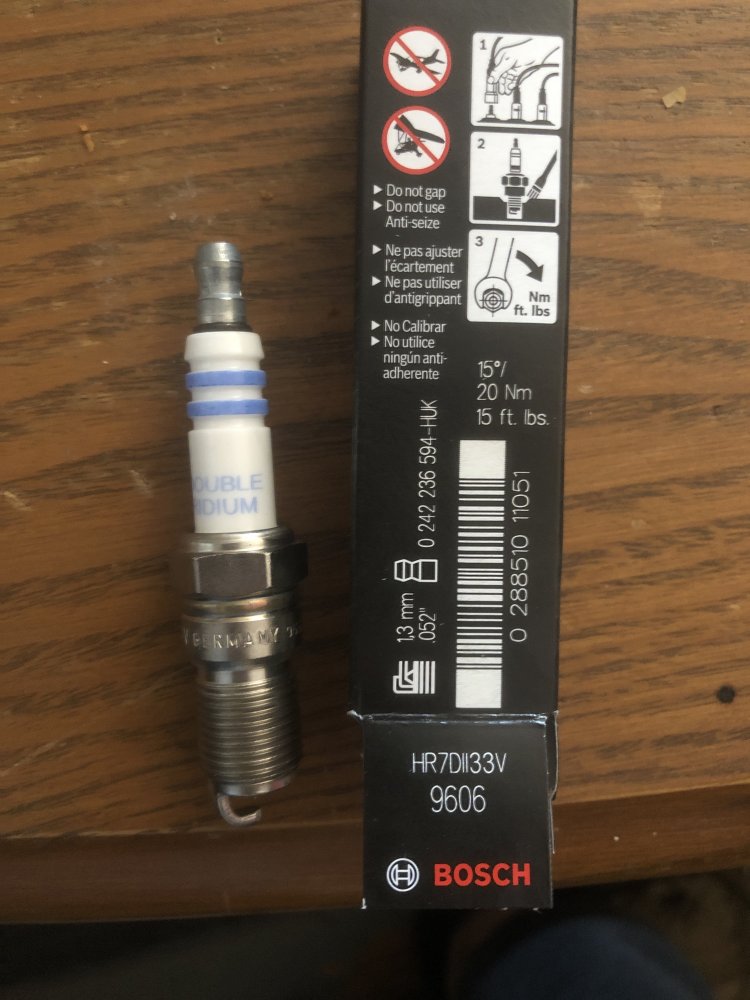 1
2
3
Nm
ft. lbs
▸ Do not gap
▸ Do not use
Anti-seize
▸ Ne pas ajuster
l'écartement
▸ Ne pas utiliser
d'antigrippant
▸ No Calibrar
▸ No utilice
ningún anti-
adherente
15°/
20 Nm
15 ft. lbs.
0 242 236 594-HUK
1,3 mm
.052"
0 288510 11051
HR7DII33V
9606
BOSCH
OUBLE
IDIUM
GERMANY